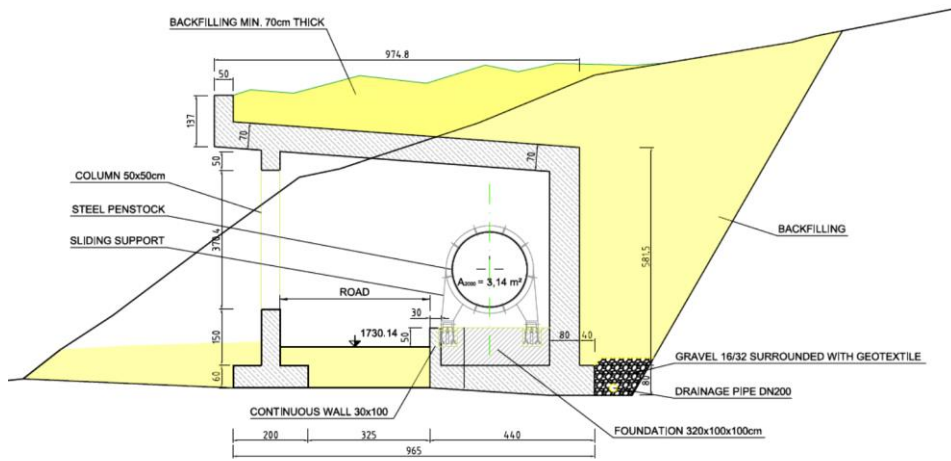 BACKFILLING MIN. 70cm THICK
974.8
50
137
70
70
50
COLUMN 50x50cm
STEEL PENSTOCK
SLIDING SUPPORT
370.4
581.5
BACKFILLING
A2000 = 3,14 m²
ROAD
30
1730.14
50
150
80
40
GRAVEL 16/32 SURROUNDED WITH GEOTEXTILE
60
80
DRAINAGE PIPE DN200
CONTINUOUS WALL 30x100
FOUNDATION 320x100x100cm
200
325
440
965